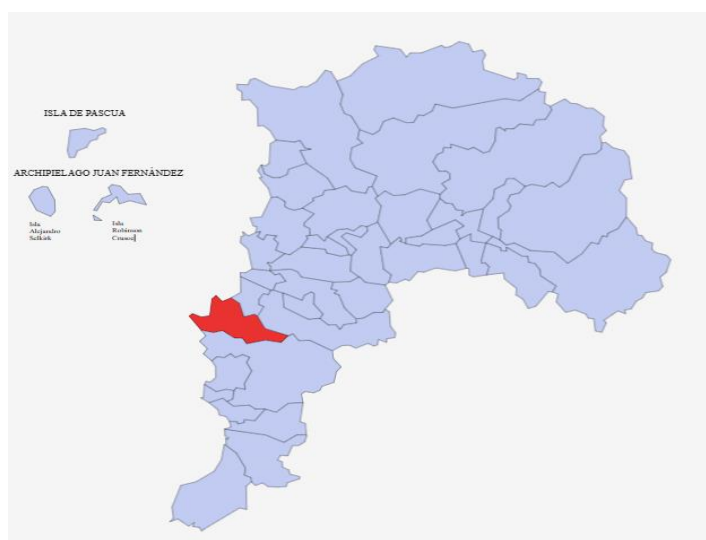 ISLA DE PASCUA
ARCHIPIELAGO JUAN FERNÁNDEZ
Isla
Alejandro
Selkirk
Isla
Robinson
Crusoe